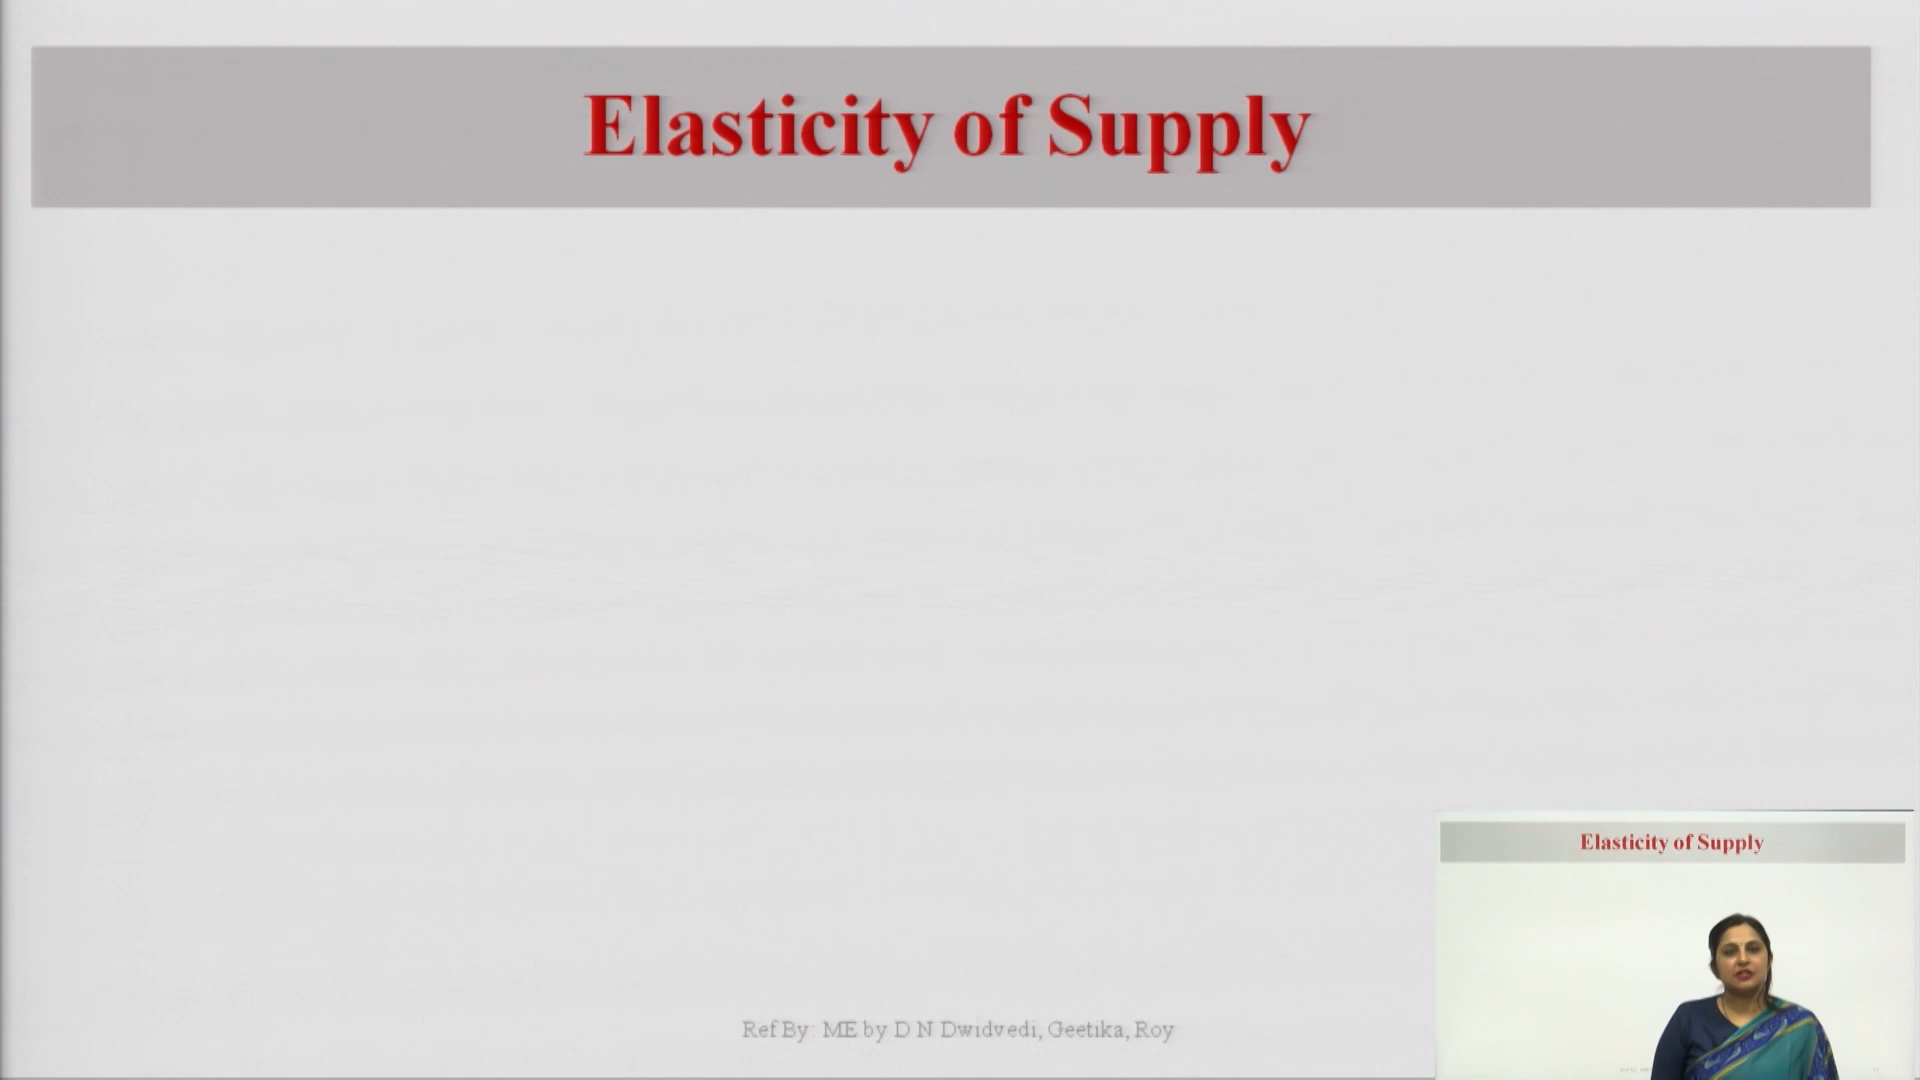 Elasticity of Supply
Elasticity of Supply
Ref By: ME by D N Dwidvedi, Geetika, Roy